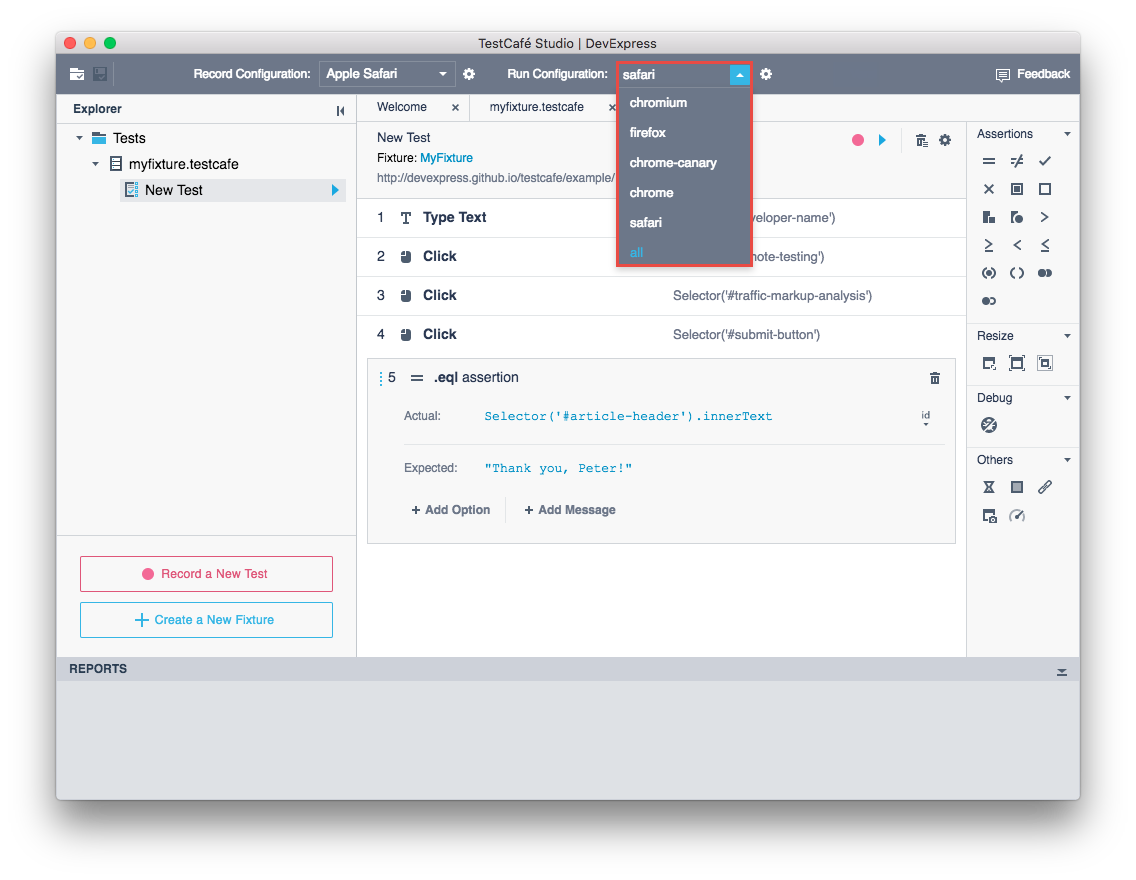 TestCafé Studio | DevExpress
Record Configuration: Apple Safari Run Configuration: safari Feedback
chromium
firefox
chrome-canary
chrome
safari
all
Explorer
Tests
myfixture.testcafe
New Test
Record a New Test
Create a New Fixture
Welcome × myfixture.testcafe ×
New Test
Fixture: MyFixture
http://devexpress.github.io/testcafe/example/
1 T Type Text veloper-name')
2 Click note-testing')
3 Click Selector('#traffic-markup-analysis')
4 Click Selector('#submit-button')
5 = .eql assertion
Actual: Selector('#article-header').innerText id
Expected: "Thank you, Peter!"
+ Add Option + Add Message
Assertions
Resize
Debug
Others
REPORTS